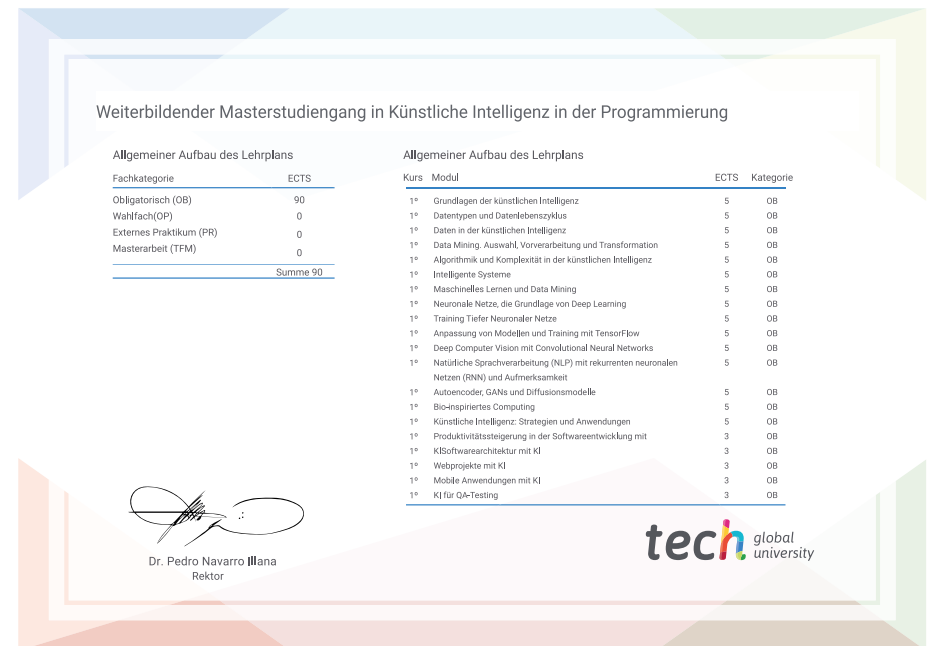 Weiterbildender Masterstudiengang in Künstliche Intelligenz in der Programmierung
Allgemeiner Aufbau des Lehrplans
Fachkategorie ECTS
Obligatorisch (OB) 90
Wahlfach(OP) 0
Externes Praktikum (PR) 0
Masterarbeit (TFM) 0
Summe 90
Allgemeiner Aufbau des Lehrplans
Kurs Modul ECTS Kategorie
1º Grundlagen der künstlichen Intelligenz 5 OB
1º Datentypen und Datenlebenszyklus 5 OB
1º Daten in der künstlichen Intelligenz 5 OB
1º Data Mining. Auswahl, Vorverarbeitung und Transformation 5 OB
1º Algorithmik und Komplexität in der künstlichen Intelligenz 5 OB
1º Intelligente Systeme 5 OB
1º Maschinelles Lernen und Data Mining 5 OB
1º Neuronale Netze, die Grundlage von Deep Learning 5 OB
1º Training Tiefer Neuronaler Netze 5 OB
1º Anpassung von Modellen und Training mit TensorFlow 5 OB
1º Deep Computer Vision mit Convolutional Neural Networks 5 OB
1º Natürliche Sprachverarbeitung (NLP) mit rekurrenten neuronalen 5 OB
Netzen (RNN) und Aufmerksamkeit
1º Autoencoder, GANs und Diffusionsmodelle 5 OB
1º Bio-inspiriertes Computing 5 OB
1º Künstliche Intelligenz: Strategien und Anwendungen 5 OB
1º Produktivitätssteigerung in der Softwareentwicklung mit 3 OB
1º KISoftwarearchitektur mit KI 3 OB
1º Webprojekte mit KI 3 OB
1º Mobile Anwendungen mit KI 3 OB
1º KI für QA-Testing 3 OB
Dr. Pedro Navarro Illana
Rektor
tech global
university